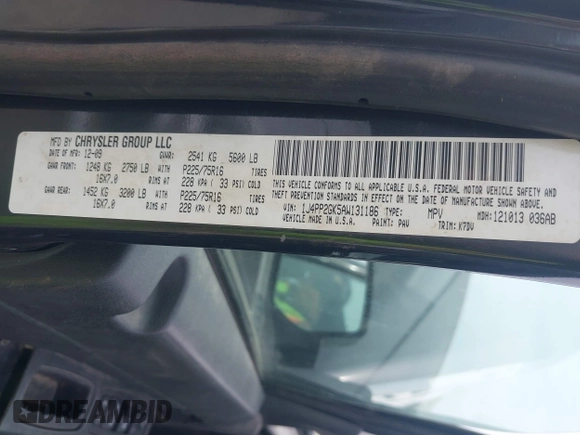 MFD BY CHRYSLER GROUP LLC
DATE OF MFR: 12-09 GVWR: 2541 KG 5600 LB
GAWR FRONT: 1248 KG 2750 LB WITH P225/75R16 TIRES
16X7.0 RIMS AT 228 KPA ( 33 PSI) COLD
GAWR REAR: 1452 KG 3200 LB WITH P225/75R16 TIRES
16X7.0 RIMS AT 228 KPA ( 33 PSI) COLD
THIS VEHICLE CONFORMS TO ALL APPLICABLE U.S.A. FEDERAL MOTOR VEHICLE SAFETY AND
THEFT PREVENTION STANDARDS IN EFFECT ON THE DATE OF MANUFACTURE SHOWN ABOVE.
VIN: 1J4PP2GK5AW131186 TYPE: MPV MDH: 121013 036AB
VEHICLE MADE IN U.S.A. PAINT: PAV TRIM: K7DV
DREAMBID